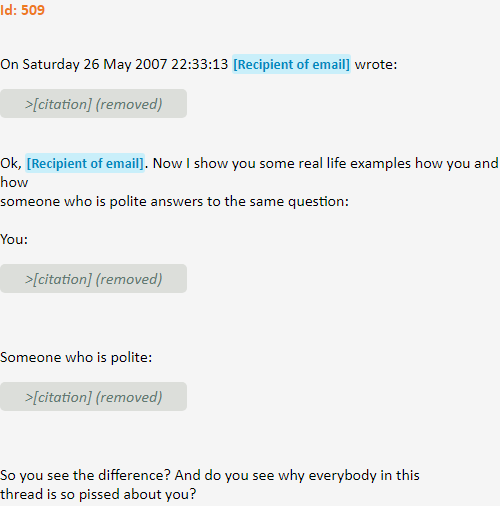 Id: 509
On Saturday 26 May 2007 22:33:13 [Recipient of email] wrote:
>[citation] (removed)
Ok, [Recipient of email]. Now I show you some real life examples how you and
how
someone who is polite answers to the same question:
You:
>[citation] (removed)
Someone who is polite:
>[citation] (removed)
So you see the difference? And do you see why everybody in this
thread is so pissed about you?